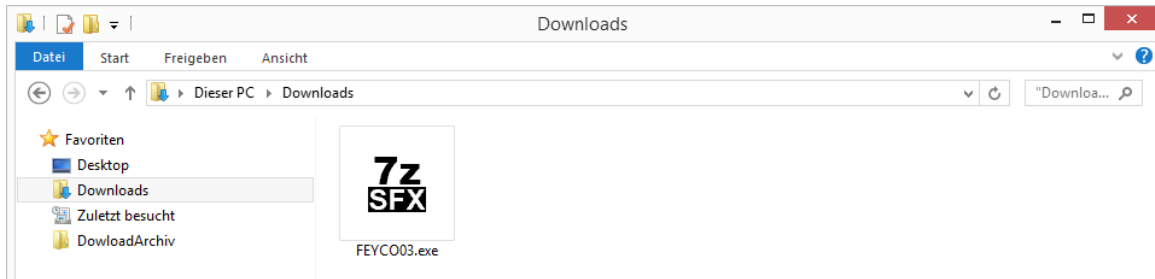 Downloads
Datei Start Freigeben Ansicht
Dieser PC Downloads "Downloa...
Favoriten
Desktop
Downloads
Zuletzt besucht
DowloadArchiv
7z
SFX
FEYCO03.exe